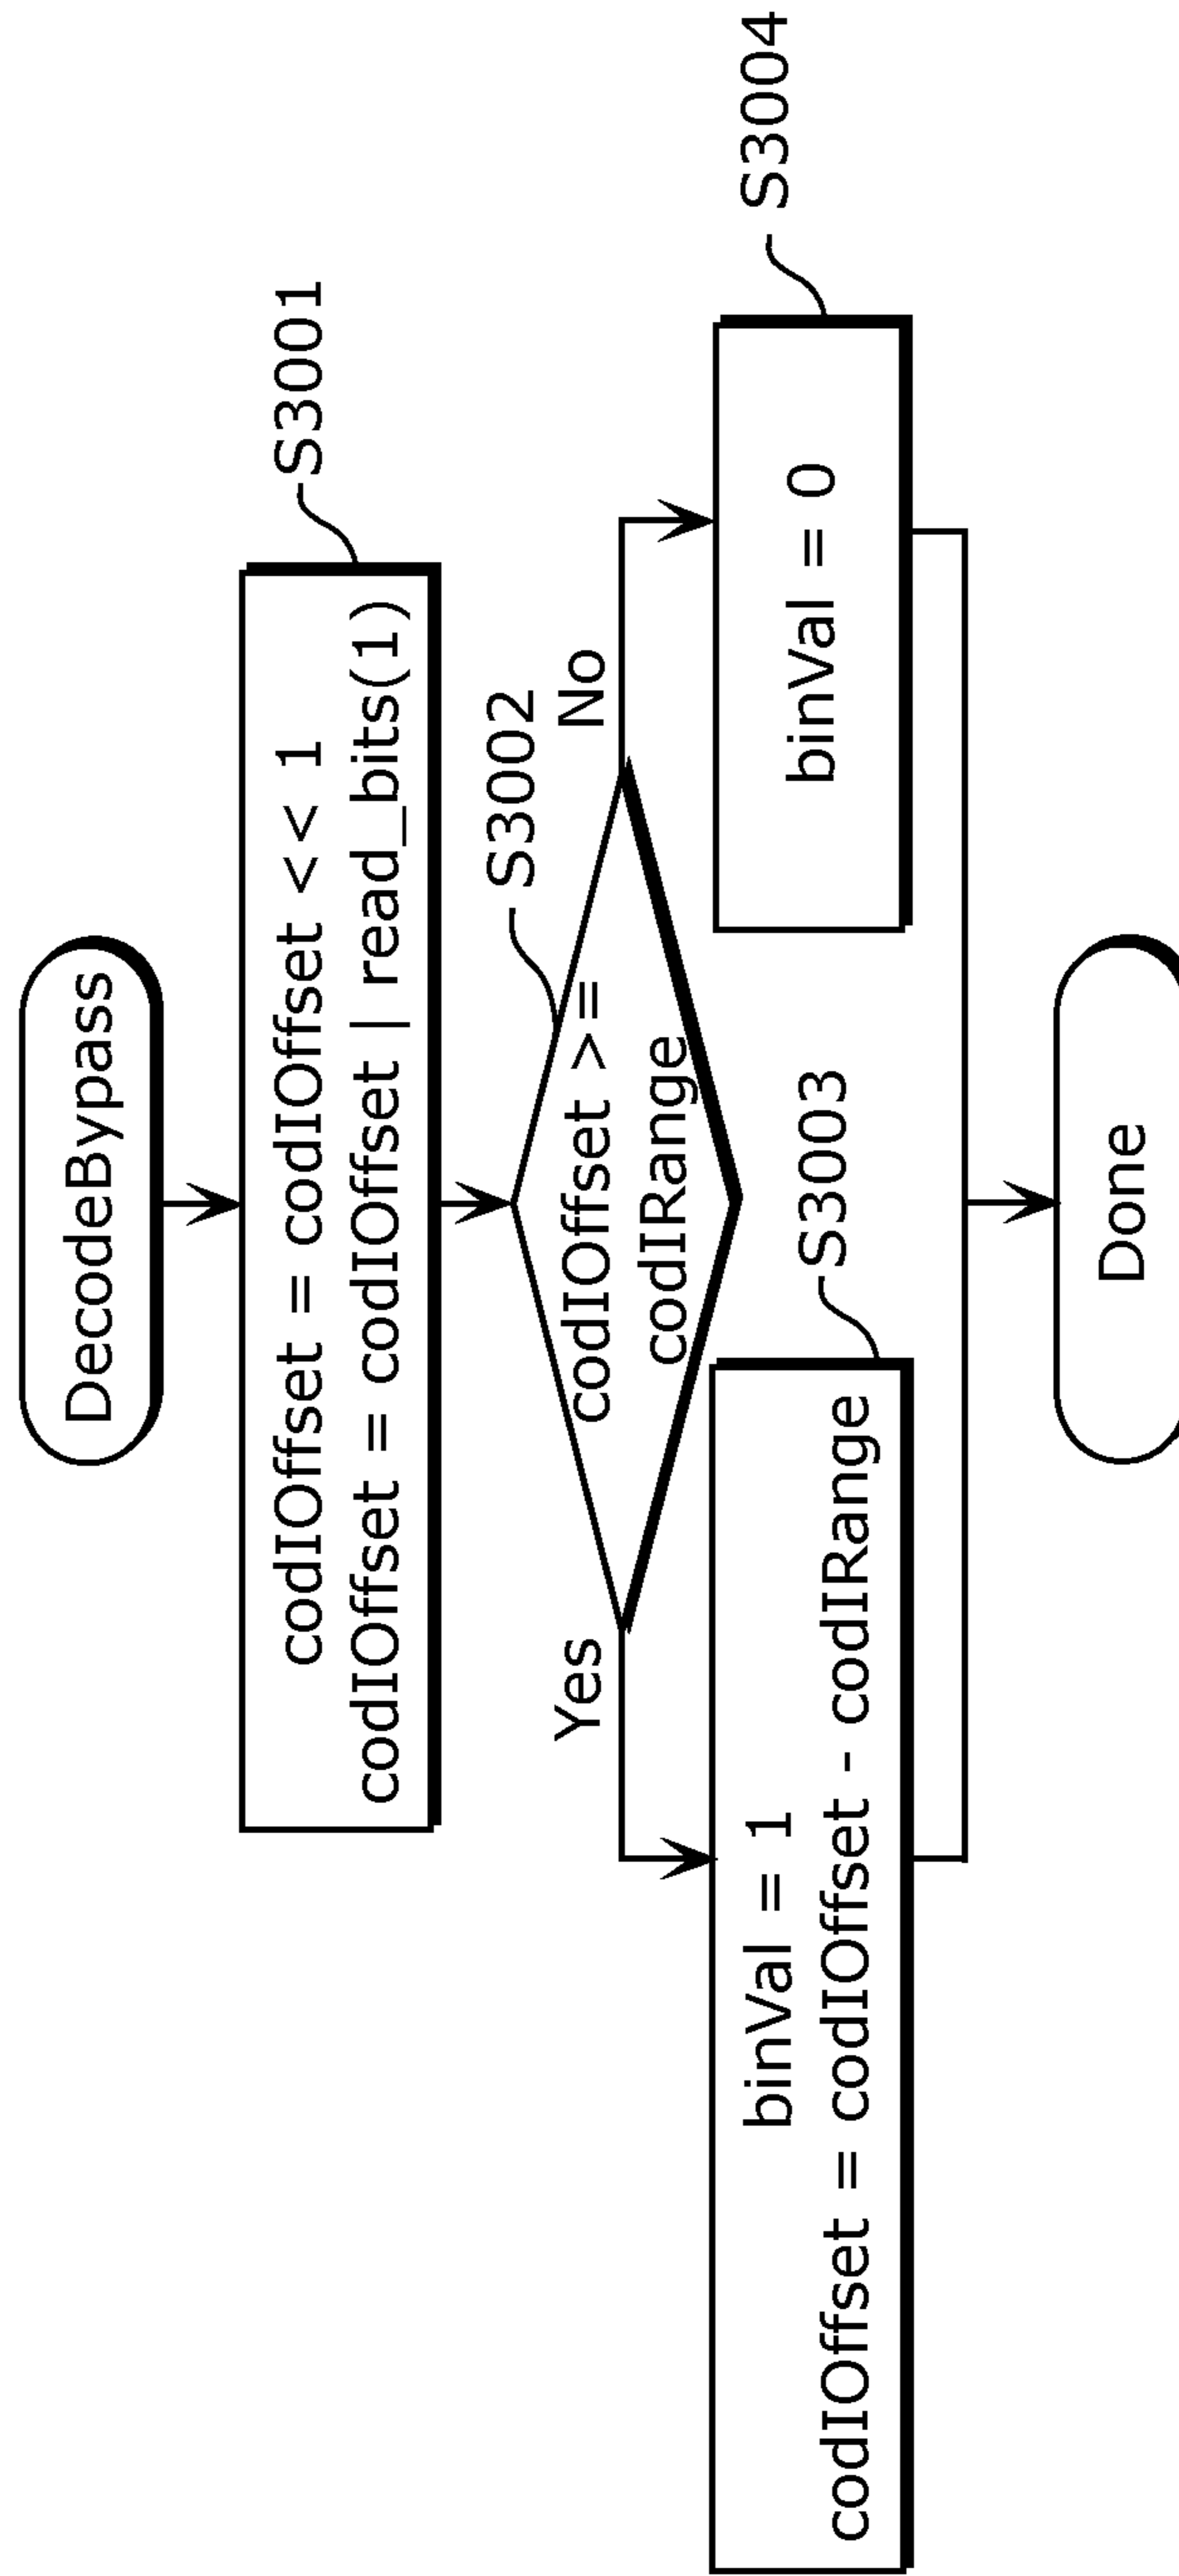 DecodeBypass
codIOffset = codIOffset << 1
codIOffset = codIOffset | read_bits(1)
S3001
S3002
codIOffset >=
codIRange
Yes
No
binVal = 1
codIOffset = codIOffset - codIRange
S3003
binVal = 0
S3004
Done